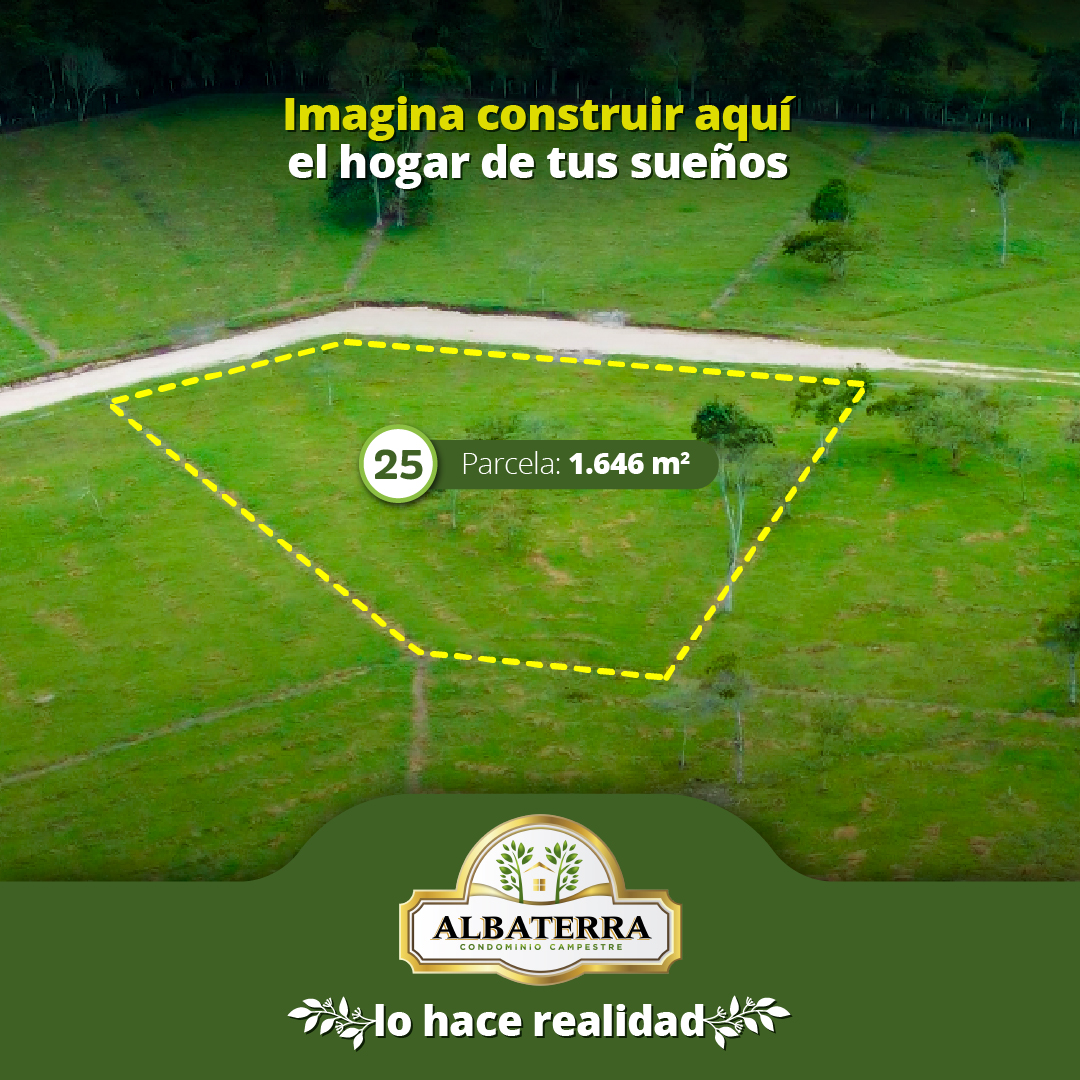 Imagina construir aquí
el hogar de tus sueños
25 Parcela: 1.646 m²
ALBATERRA
CONDOMINIO CAMPESTRE
lo hace realidad